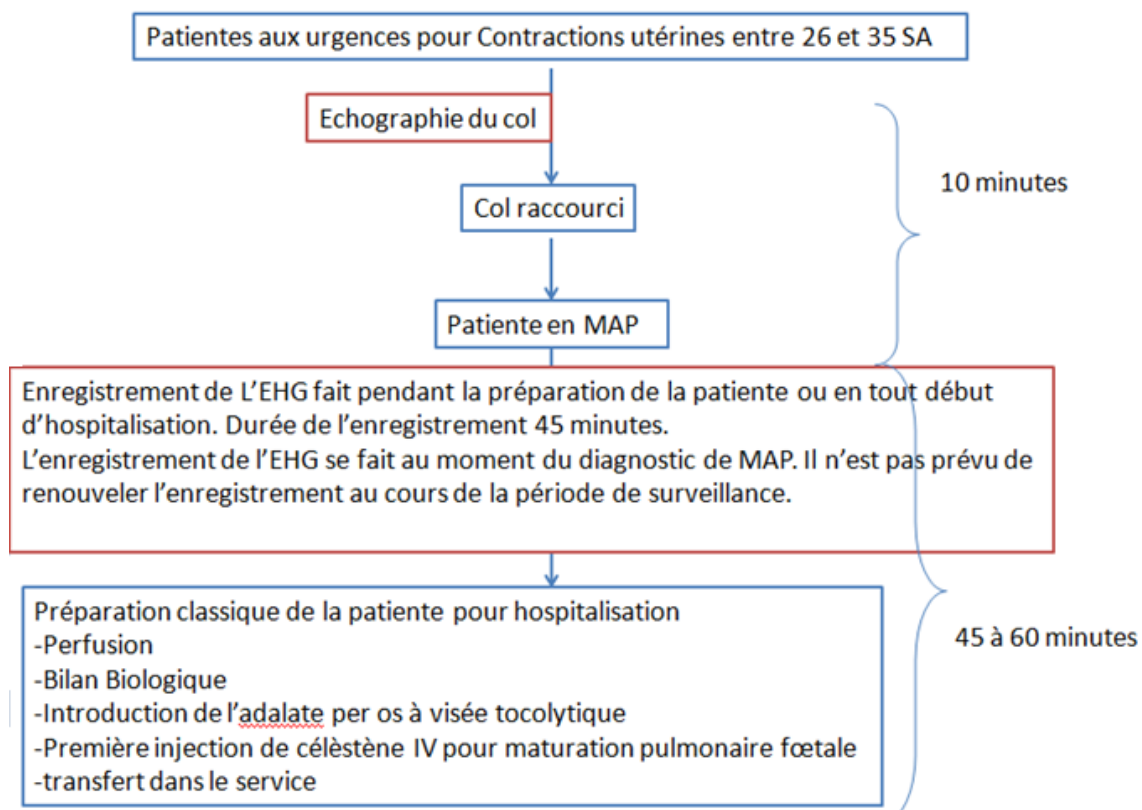 Patientes aux urgences pour Contractions utérines entre 26 et 35 SA
Echographie du col
10 minutes
Col raccourci
Patiente en MAP
Enregistrement de L'EHG fait pendant la préparation de la patiente ou en tout début
d'hospitalisation. Durée de l'enregistrement 45 minutes.
L'enregistrement de l'EHG se fait au moment du diagnostic de MAP. Il n'est pas prévu de
renouveler l'enregistrement au cours de la période de surveillance.
Préparation classique de la patiente pour hospitalisation
-Perfusion
-Bilan Biologique
-Introduction de l'adalate per os à visée tocolytique
-Première injection de célèstène IV pour maturation pulmonaire fœtale
-transfert dans le service
45 à 60 minutes